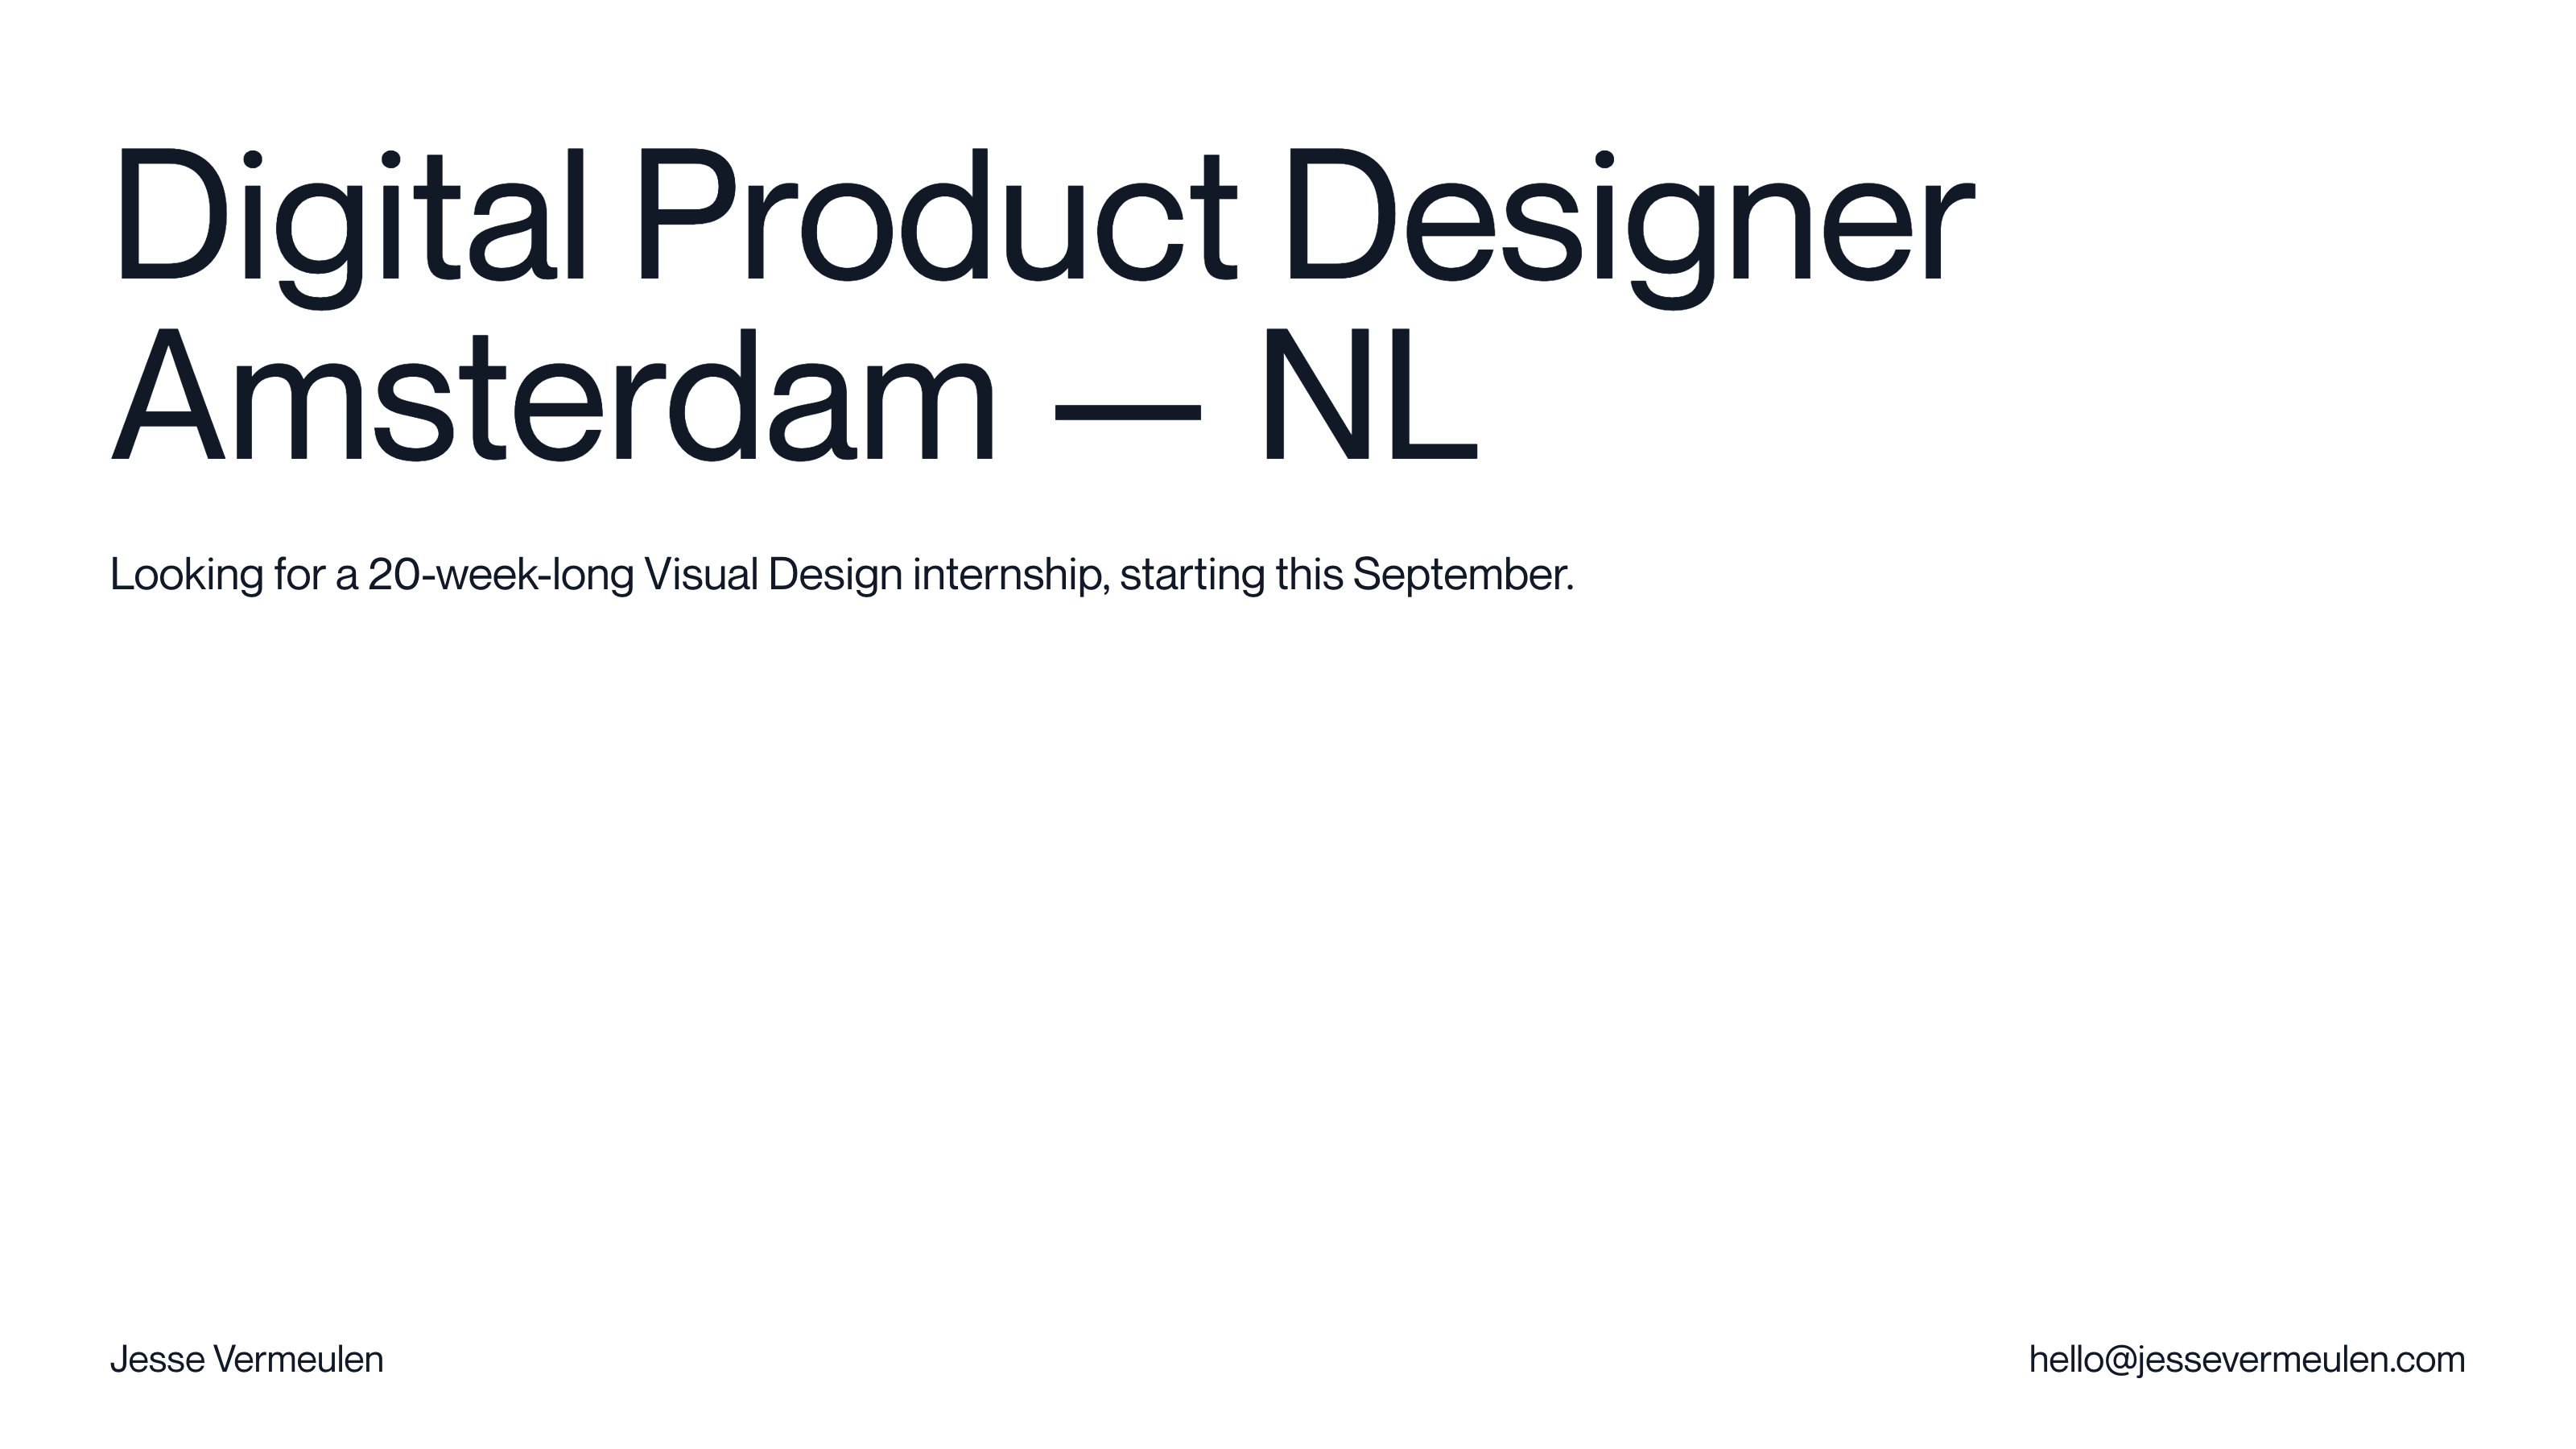 Digital Product Designer
Amsterdam — NL
Looking for a 20-week-long Visual Design internship, starting this September.
Jesse Vermeulen
hello@jessevermeulen.com